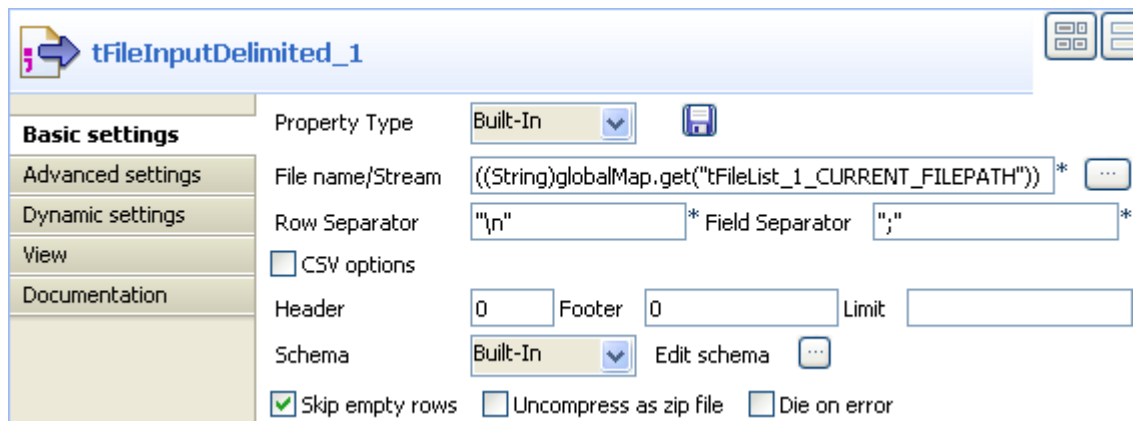 tFileInputDelimited_1
Basic settings
Advanced settings
Dynamic settings
View
Documentation
Property Type Built-In
File name/Stream ((String)globalMap.get("tFileList_1_CURRENT_FILEPATH")) * ...
Row Separator "\n" * Field Separator ";" *
CSV options
Header 0 Footer 0 Limit
Schema Built-In Edit schema ...
Skip empty rows Uncompress as zip file Die on error